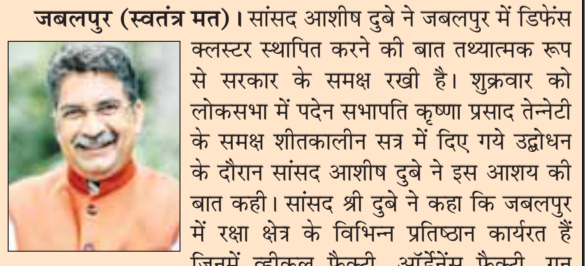 जबलपुर (स्वतंत्र मत)। सांसद आशीष दुबे ने जबलपुर में डिफेंस
क्लस्टर स्थापित करने की बात तथ्यात्मक रूप
से सरकार के समक्ष रखी है। शुक्रवार को
लोकसभा में पदेन सभापति कृष्णा प्रसाद तेन्नेटी
के समक्ष शीतकालीन सत्र में दिए गये उद्बोधन
के दौरान सांसद आशीष दुबे ने इस आशय की
बात कही। सांसद श्री दुबे ने कहा कि जबलपुर
में रक्षा क्षेत्र के विभिन्न प्रतिष्ठान कार्यरत हैं
जिनमें व्हीकल फैक्ट्री, ऑर्डिनेंस फैक्ट्री, गन